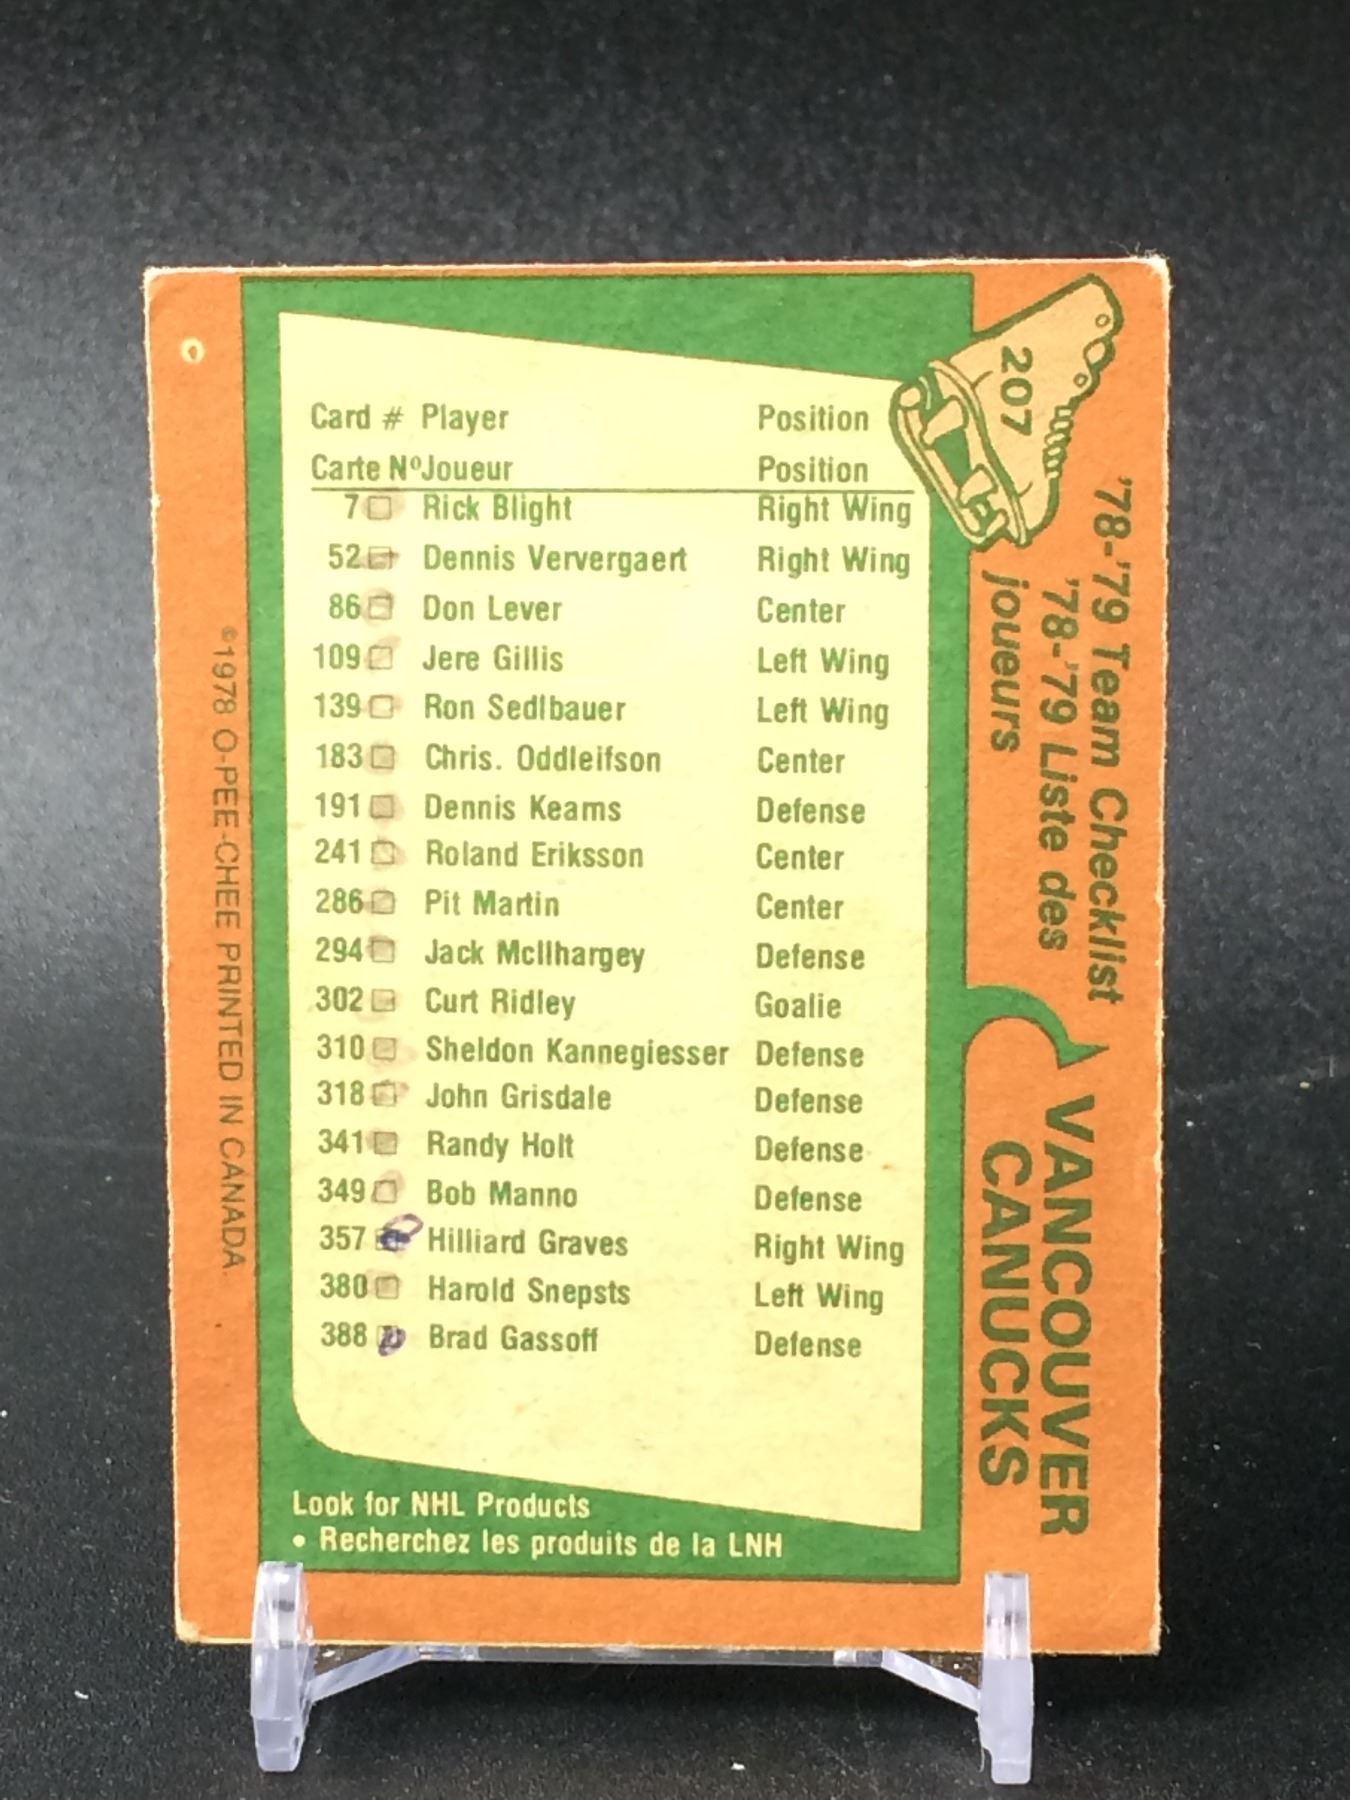 207
'78-'79 Team Checklist
'78-'79 Liste des
joueurs
VANCOUVER
CANUCKS
Card # Player Position
Carte Nº Joueur Position
7 Rick Blight Right Wing
52 Dennis Ververgaert Right Wing
86 Don Lever Center
109 Jere Gillis Left Wing
139 Ron Sedlbauer Left Wing
183 Chris. Oddleifson Center
191 Dennis Keams Defense
241 Roland Eriksson Center
286 Pit Martin Center
294 Jack McIlhargey Defense
302 Curt Ridley Goalie
310 Sheldon Kannegiesser Defense
318 John Grisdale Defense
341 Randy Holt Defense
349 Bob Manno Defense
357 Hilliard Graves Right Wing
380 Harold Snepsts Left Wing
388 Brad Gassoff Defense
Look for NHL Products
• Recherchez les produits de la LNH
©1978 O-PEE-CHEE PRINTED IN CANADA.